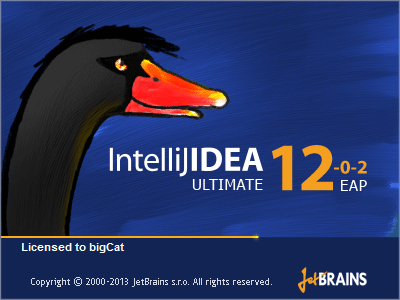 IntelliJIDEA 12-0-2
ULTIMATE EAP
Licensed to bigCat
Copyright © 2000-2013 JetBrains s.r.o. All rights reserved.
JetBRAINS